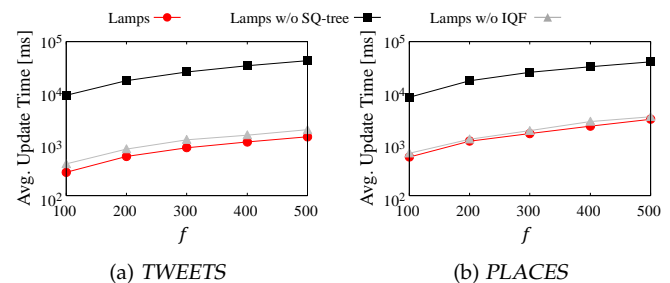 Lamps Lamps w/o SQ-tree Lamps w/o IQF
Avg. Update Time [ms]
10^5
10^4
10^3
10^2
100 200 300 400 500
f
(a) TWEETS
Avg. Update Time [ms]
10^5
10^4
10^3
10^2
100 200 300 400 500
f
(b) PLACES